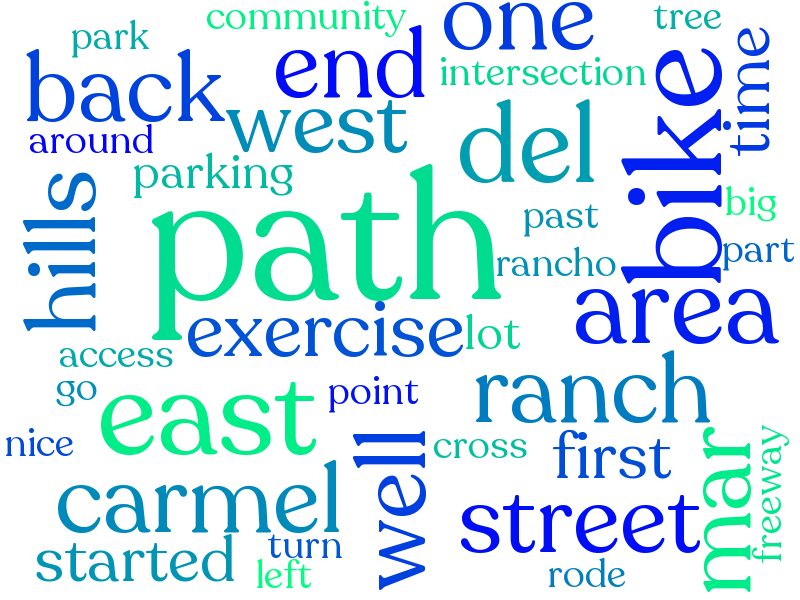 community
tree
park
one
end
intersection
time
back
bike
west
del
around
parking
hills
path
past
big
part
rancho
area
exercise
lot
access
go
point
ranch
east
nice
well
cross
first
mar
freeway
carmel
street
started
turn
left
rode